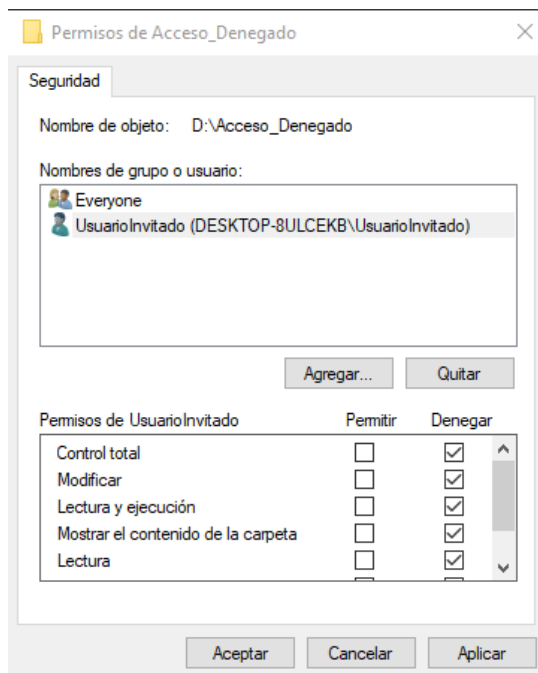 Permisos de Acceso_Denegado
Seguridad
Nombre de objeto: D:\Acceso_Denegado
Nombres de grupo o usuario:
Everyone
UsuarioInvitado (DESKTOP-8ULCEKB\UsuarioInvitado)
Agregar... Quitar
Permisos de UsuarioInvitado Permitir Denegar
Control total
Modificar
Lectura y ejecución
Mostrar el contenido de la carpeta
Lectura
Aceptar Cancelar Aplicar